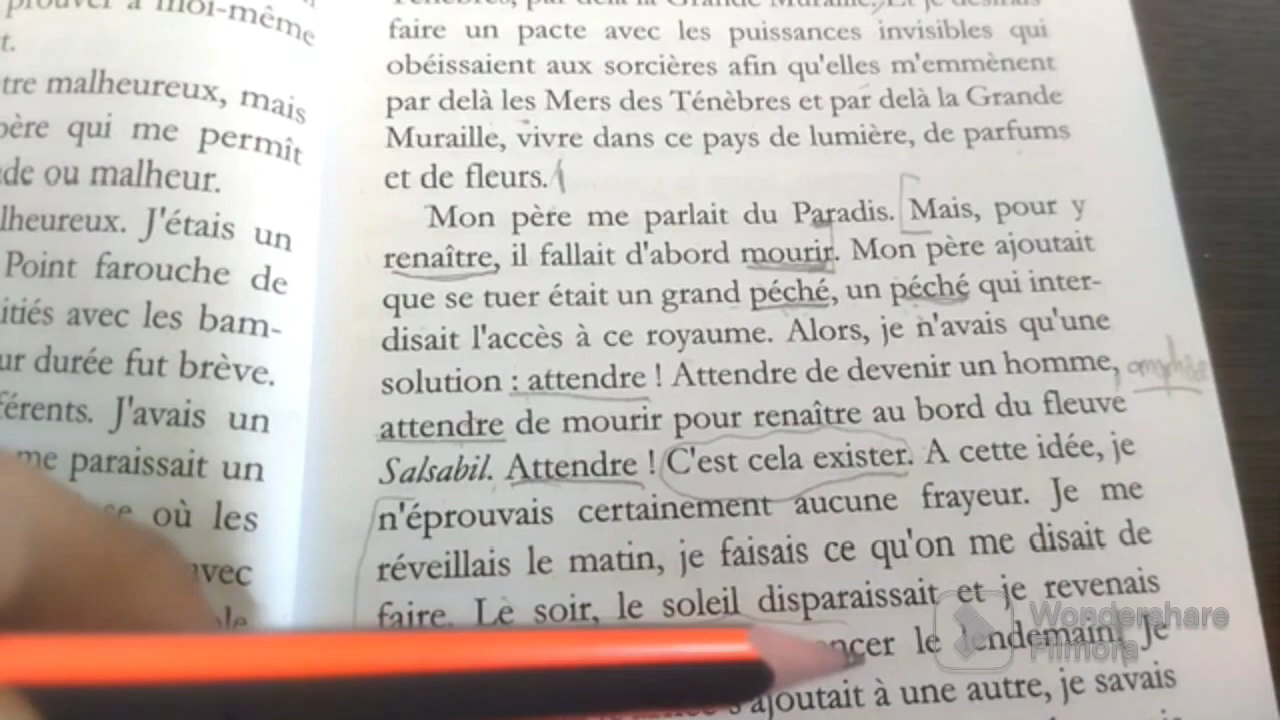 moi-même
t.
tre malheureux, mais
père qui me permît
de ou malheur.
lheureux. J'étais un
Point farouche de
itiés avec les bam-
ur durée fut brève.
férents. J'avais un
me paraissait un
où les
avec
faire un pacte avec les puissances invisibles qui
obéissaient aux sorcières afin qu'elles m'emmènent
par delà les Mers des Ténèbres et par delà la Grande
Muraille, vivre dans ce pays de lumière, de parfums
et de fleurs.
Mon père me parlait du Paradis. Mais, pour y
renaître, il fallait d'abord mourir. Mon père ajoutait
que se tuer était un grand péché, un péché qui inter-
disait l'accès à ce royaume. Alors, je n'avais qu'une
solution : attendre ! Attendre de devenir un homme,
attendre de mourir pour renaître au bord du fleuve
Salsabil. Attendre ! C'est cela exister. A cette idée, je
n'éprouvais certainement aucune frayeur. Je me
réveillais le matin, je faisais ce qu'on me disait de
faire. Le soir, le soleil disparaissait et je revenais
ncer le lendemain. Je
s'ajoutait à une autre, je savais
Wondershare
Filmora